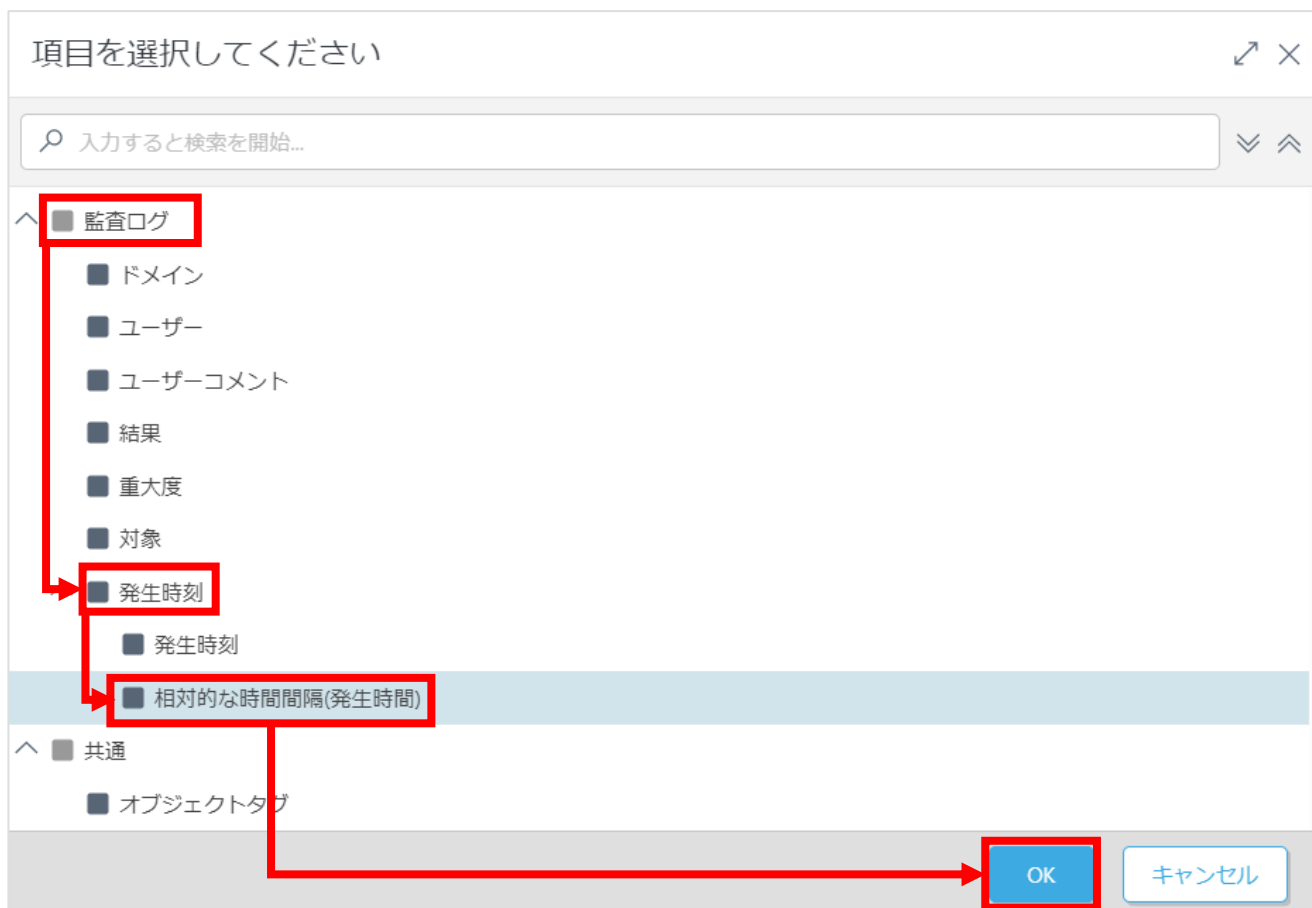 項目を選択してください
入力すると検索を開始...
監査ログ
ドメイン
ユーザー
ユーザーコメント
結果
重大度
対象
発生時刻
発生時刻
相対的な時間間隔(発生時間)
共通
オブジェクトタグ
OK キャンセル